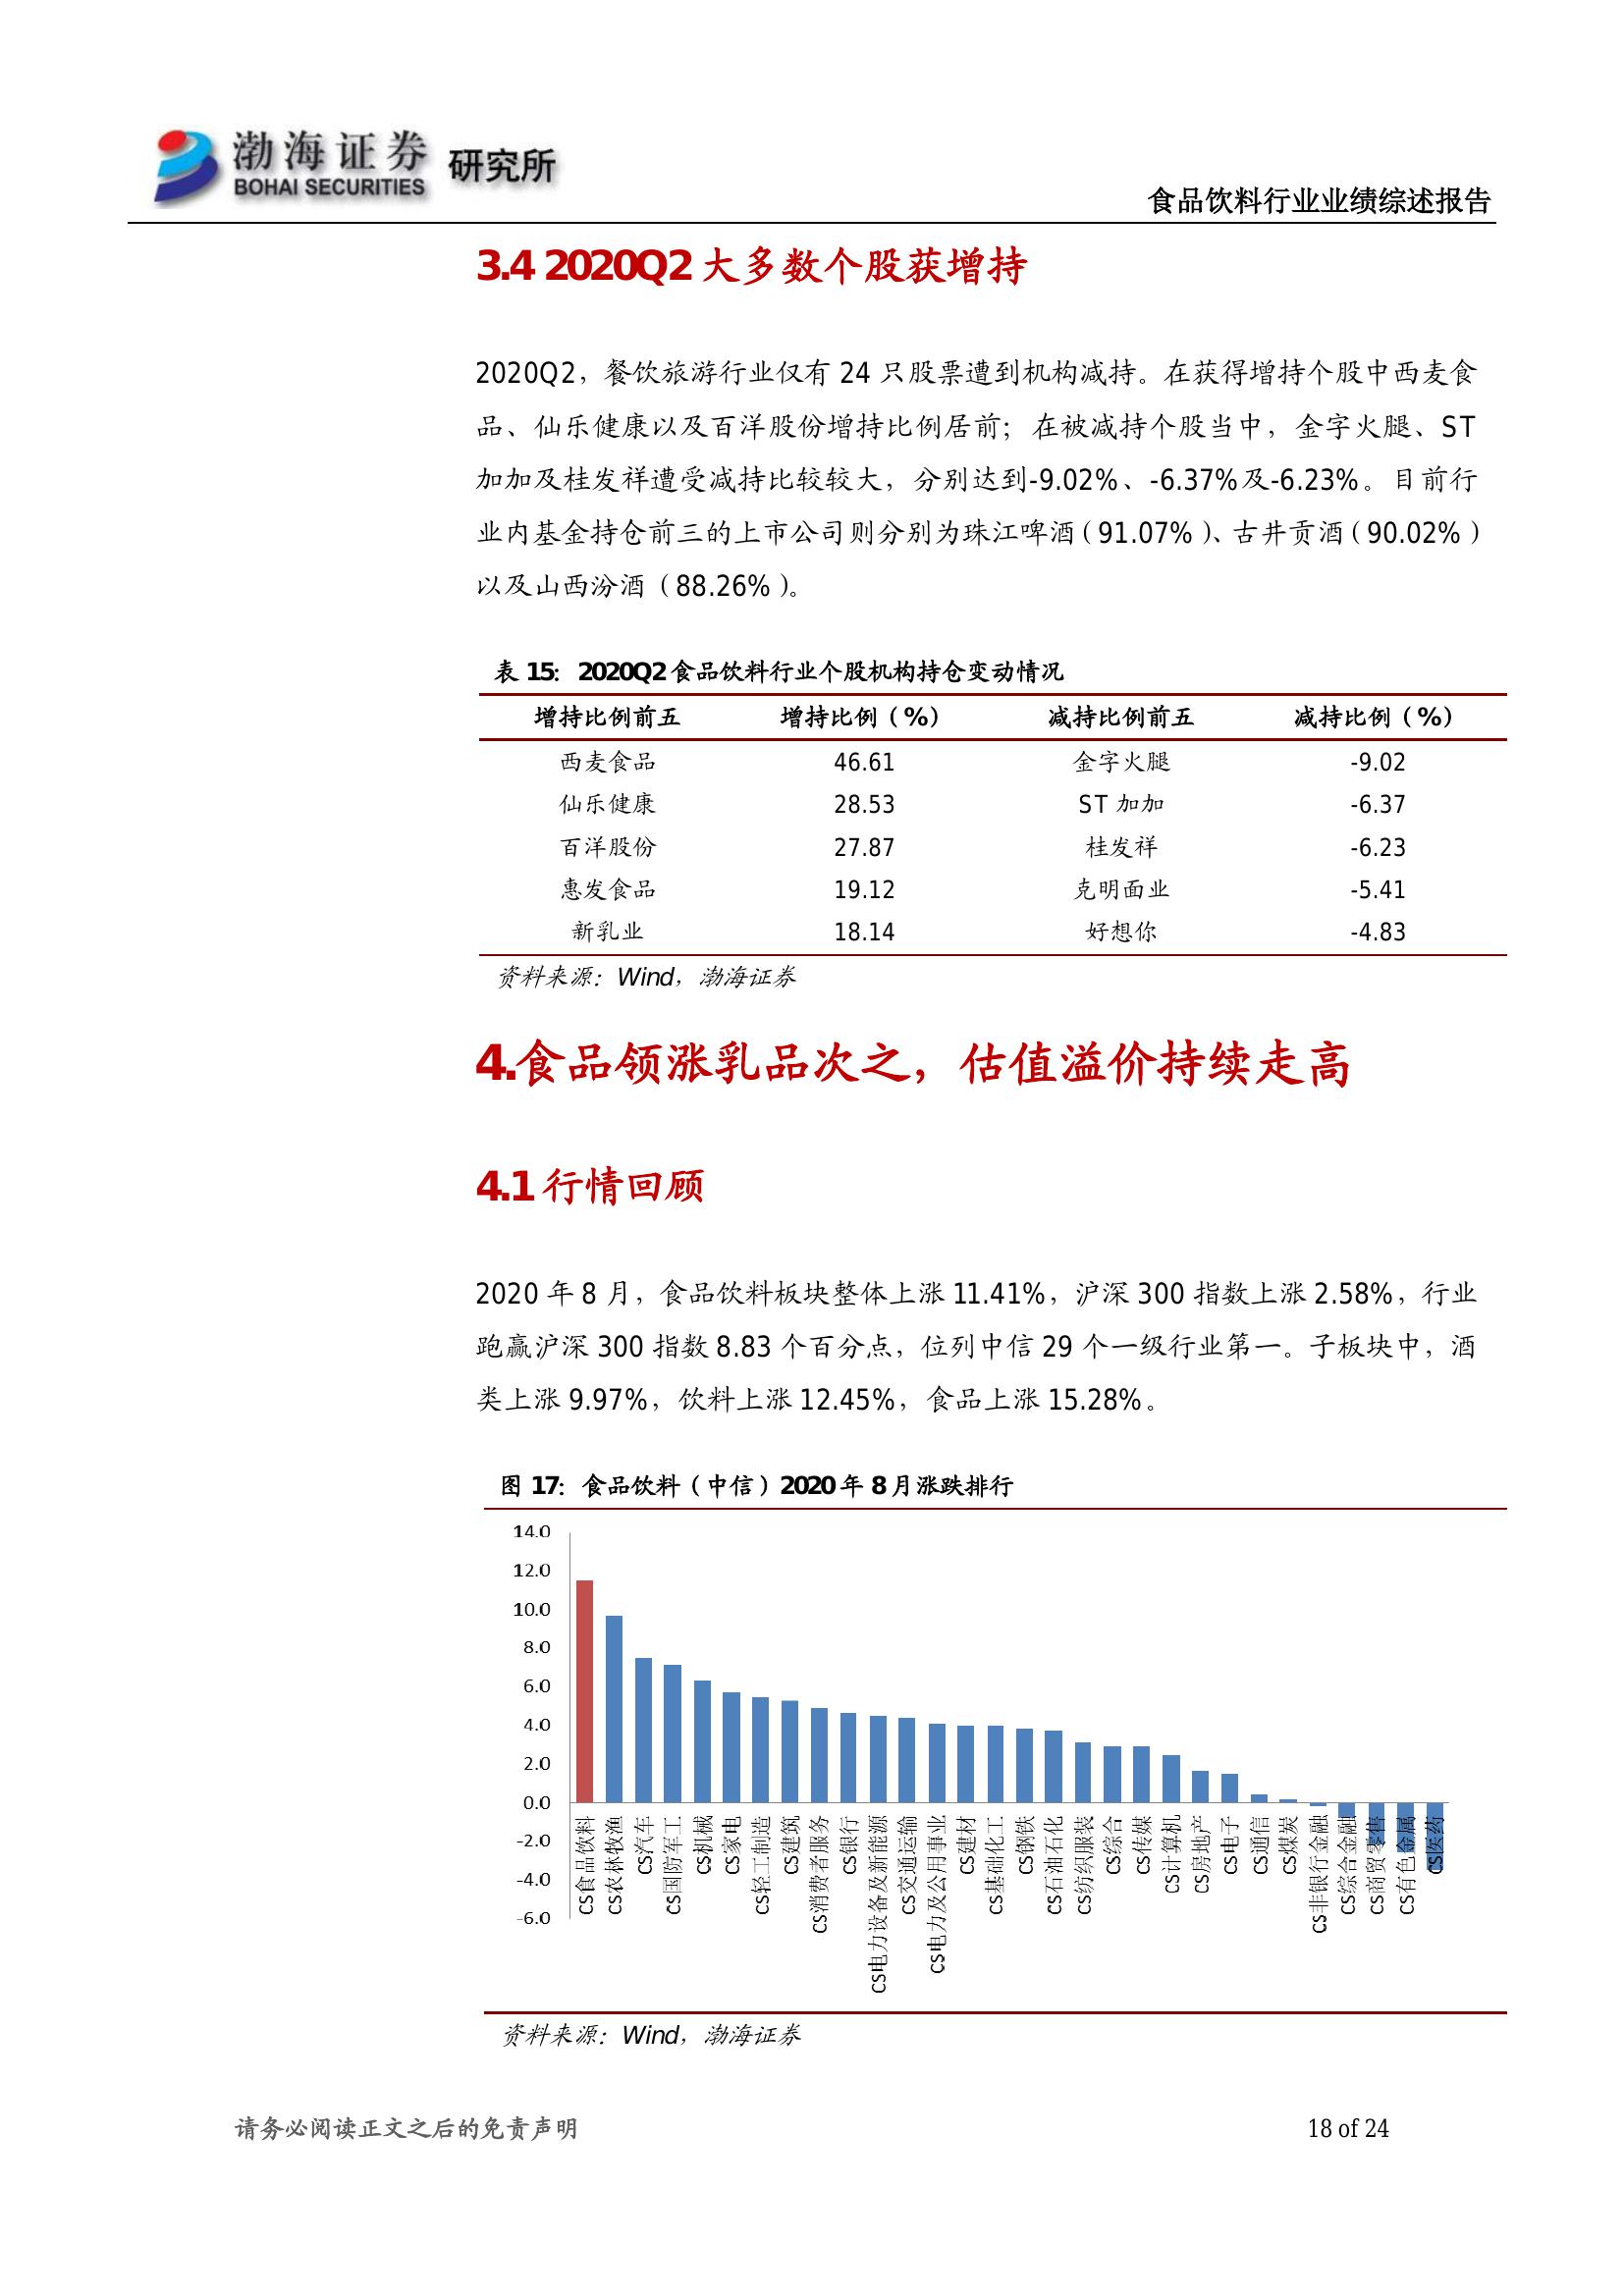 渤海证券 研究所
BOHAI SECURITIES
食品饮料行业业绩综述报告
3.4 2020Q2 大多数个股获增持
2020Q2，餐饮旅游行业仅有 24 只股票遭到机构减持。在获得增持个股中西麦食
品、仙乐健康以及百洋股份增持比例居前；在被减持个股当中，金字火腿、ST
加加及桂发祥遭受减持比较较大，分别达到-9.02%、-6.37%及-6.23%。目前行
业内基金持仓前三的上市公司则分别为珠江啤酒（91.07%）、古井贡酒（90.02%）
以及山西汾酒（88.26%）。
表 15：2020Q2 食品饮料行业个股机构持仓变动情况
增持比例前五 增持比例（%） 减持比例前五 减持比例（%）
西麦食品 46.61 金字火腿 -9.02
仙乐健康 28.53 ST 加加 -6.37
百洋股份 27.87 桂发祥 -6.23
惠发食品 19.12 克明面业 -5.41
新乳业 18.14 好想你 -4.83
资料来源：Wind，渤海证券
4.食品领涨乳品次之，估值溢价持续走高
4.1 行情回顾
2020 年 8 月，食品饮料板块整体上涨 11.41%，沪深 300 指数上涨 2.58%，行业
跑赢沪深 300 指数 8.83 个百分点，位列中信 29 个一级行业第一。子板块中，酒
类上涨 9.97%，饮料上涨 12.45%，食品上涨 15.28%。
图 17：食品饮料（中信）2020 年 8 月涨跌排行
14.0
12.0
10.0
8.0
6.0
4.0
2.0
0.0
-2.0
-4.0
-6.0
CS食品饮料
CS农林牧渔
CS汽车
CS国防军工
CS机械
CS家电
CS轻工制造
CS建筑
CS消费者服务
CS银行
CS电力设备及新能源
CS交通运输
CS电力及公用事业
CS建材
CS基础化工
CS钢铁
CS石油石化
CS纺织服装
CS综合
CS传媒
CS计算机
CS房地产
CS电子
CS通信
CS煤炭
CS非银行金融
CS综合金融
CS商贸零售
CS有色金属
CS医药
资料来源：Wind，渤海证券
请务必阅读正文之后的免责声明
18 of 24